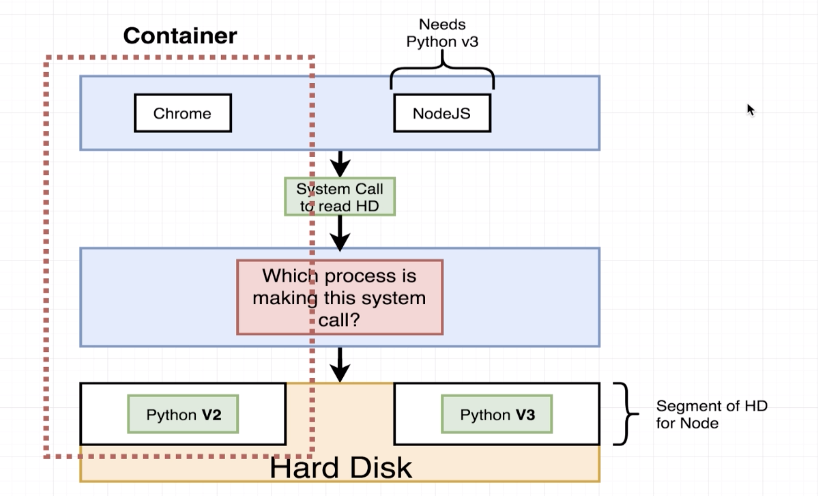 Container
Needs
Python v3
Chrome
NodeJS
System Call
to read HD
Which process is
making this system
call?
Python V2
Python V3
Segment of HD
for Node
Hard Disk